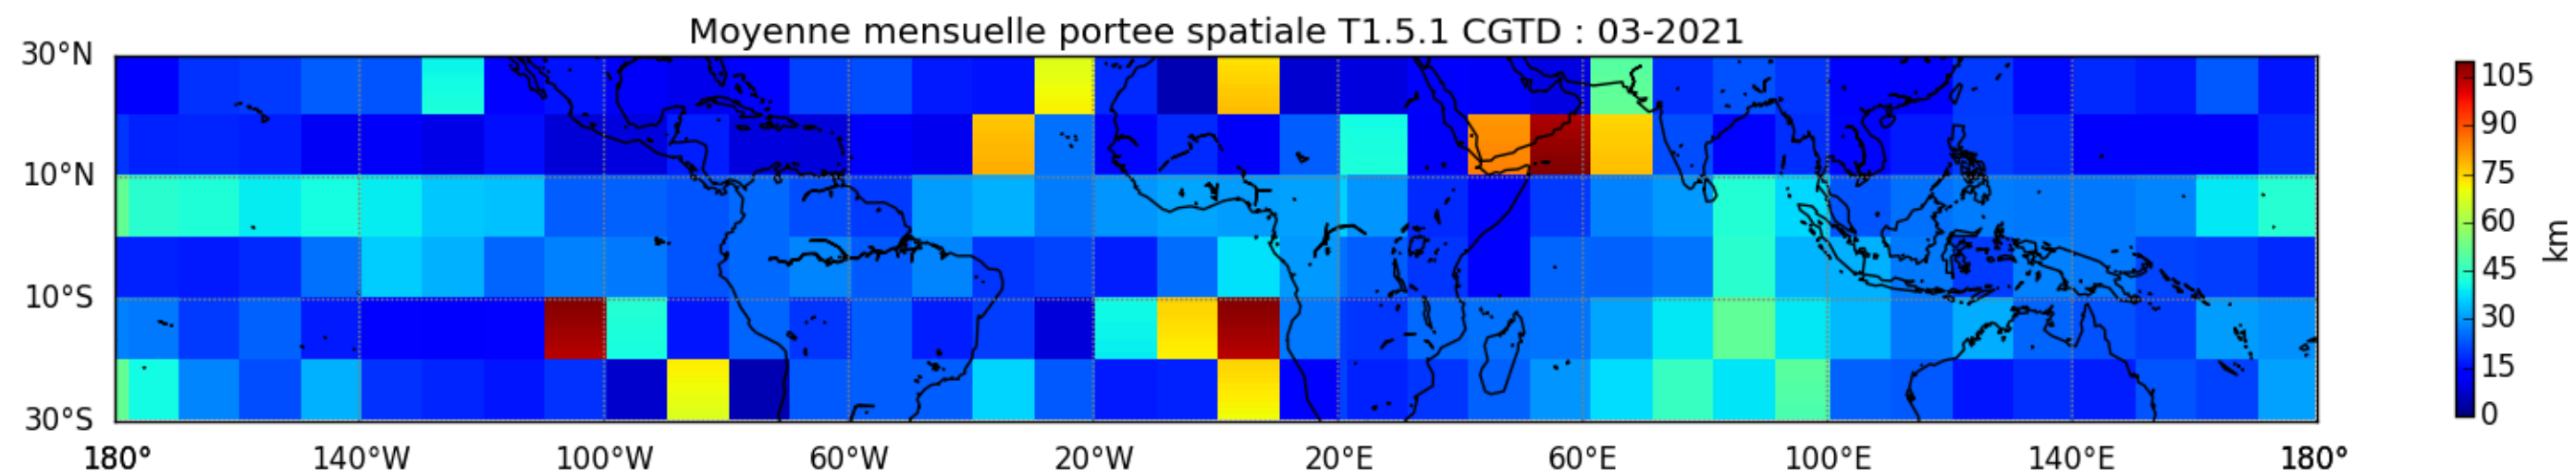 Moyenne mensuelle portee spatiale T1.5.1 CGTD : 03-2021
30°N
10°N
10°S
30°S
180° 140°W 100°W 60°W 20°W 20°E 60°E 100°E 140°E 180°
105
90
75
60
45
30
15
0
km